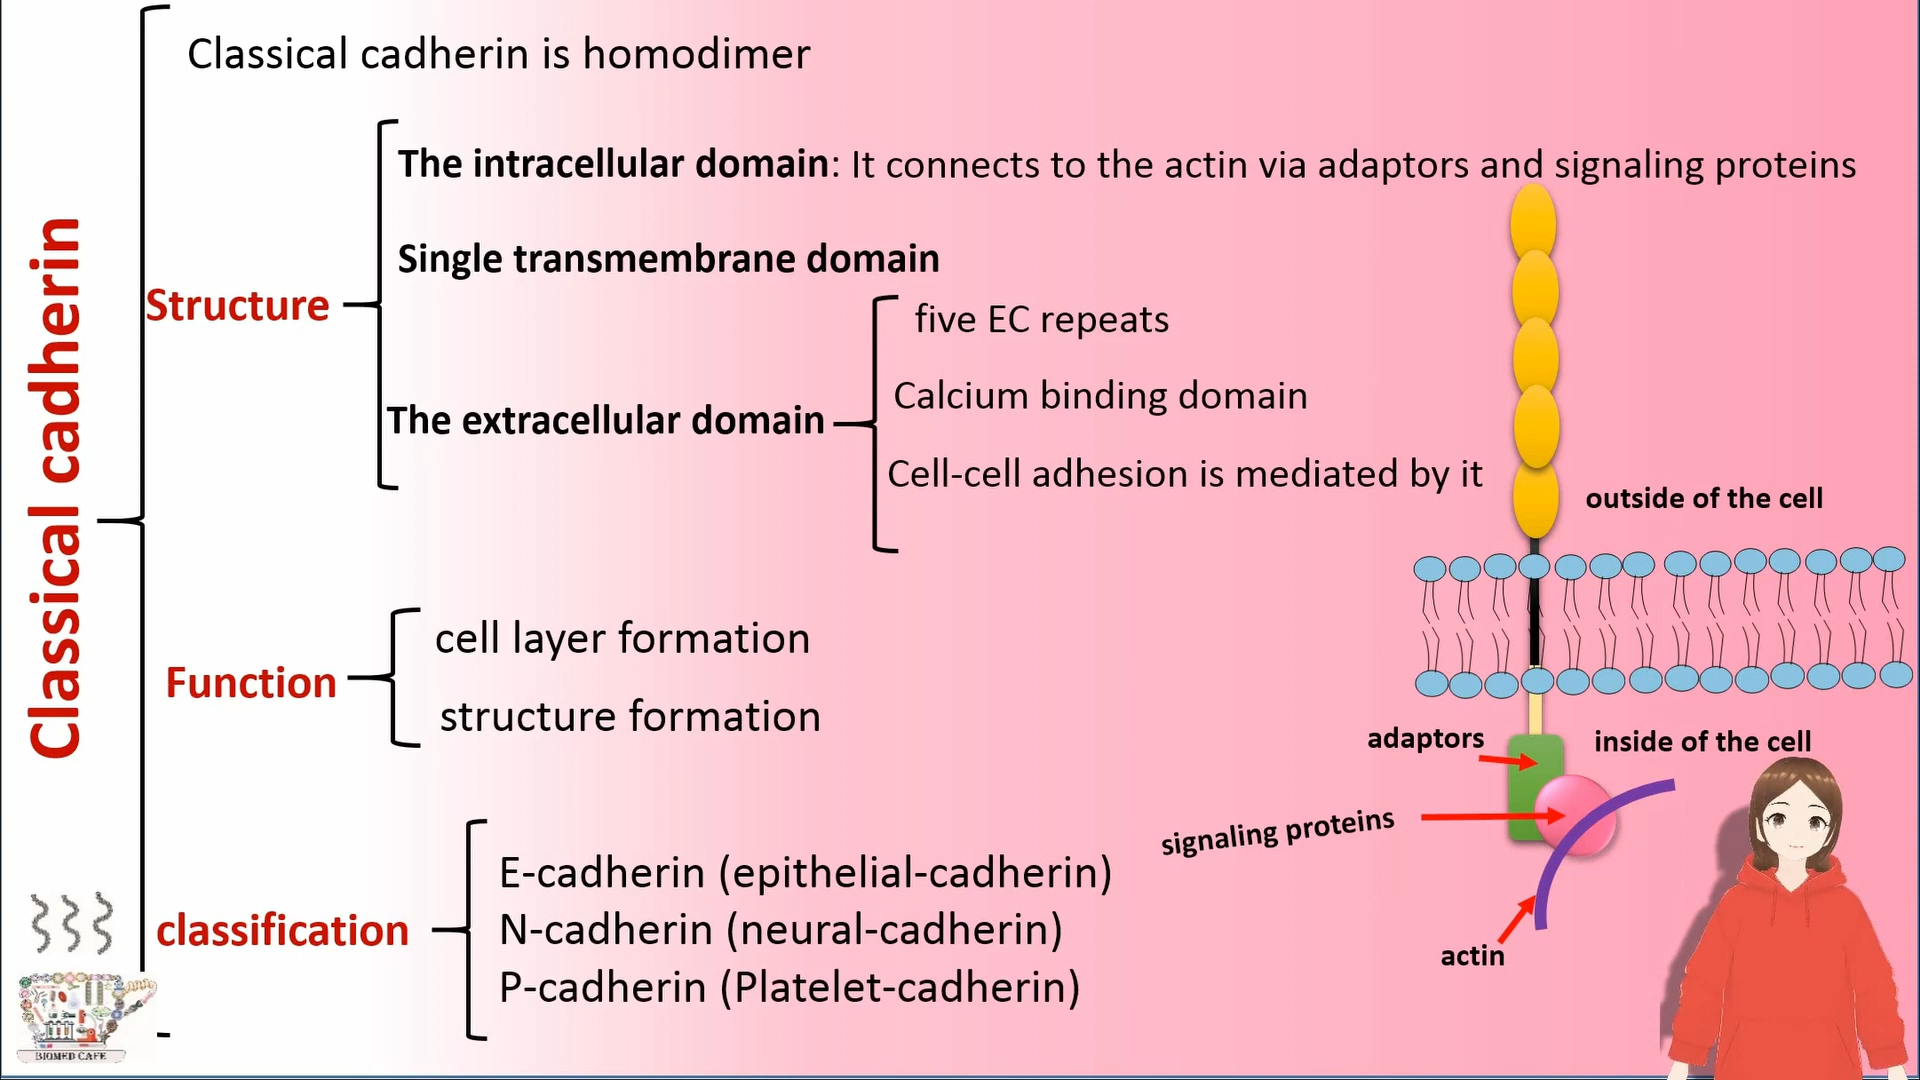 Classical cadherin
Classical cadherin is homodimer
Structure
The intracellular domain: It connects to the actin via adaptors and signaling proteins
Single transmembrane domain
The extracellular domain
five EC repeats
Calcium binding domain
Cell-cell adhesion is mediated by it
Function
cell layer formation
structure formation
classification
E-cadherin (epithelial-cadherin)
N-cadherin (neural-cadherin)
P-cadherin (Platelet-cadherin)
outside of the cell
adaptors
inside of the cell
signaling proteins
actin
BIOMED CAFE